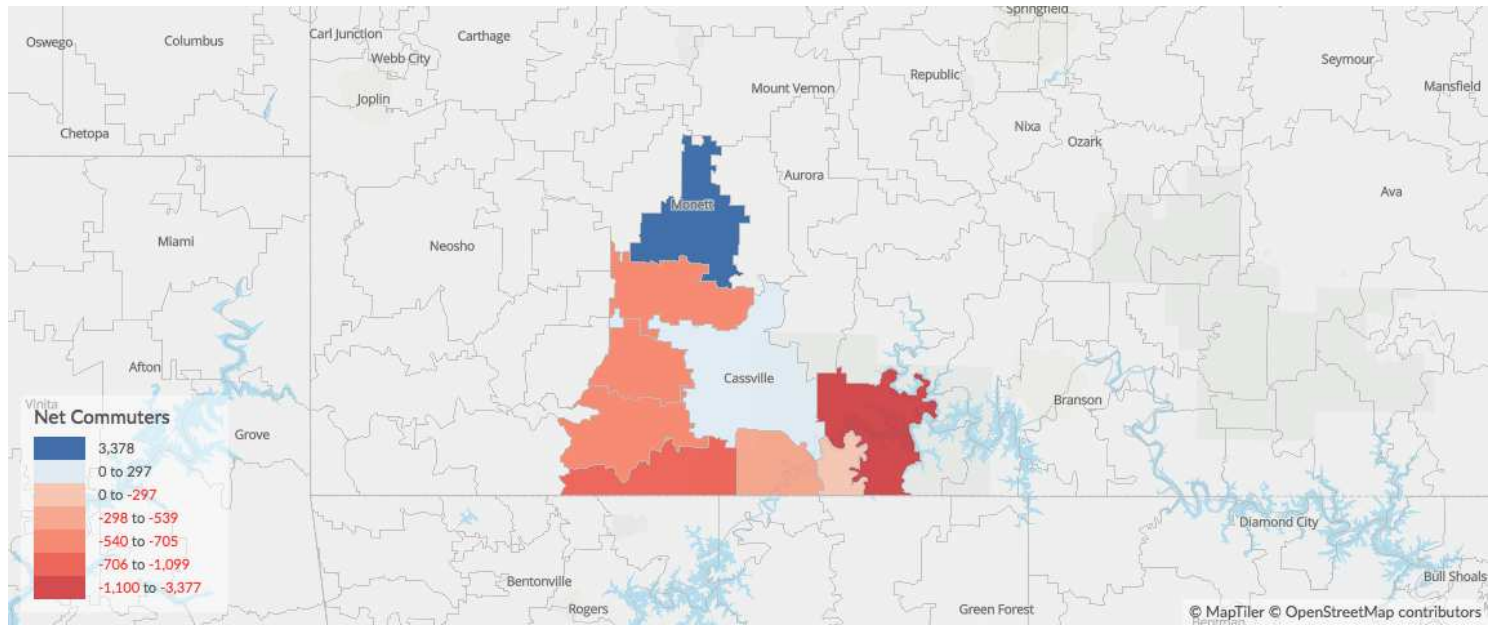 Springfield
Oswego
Columbus
Carl Junction
Carthage
Webb City
Seymour
Joplin
Mount Vernon
Republic
Mansfield
Chetopa
Nixa
Ozark
Aurora
Ava
Monett
Miami
Neosho
Afton
Cassville
Branson
Vinita
Grove
Net Commuters
3,378
0 to 297
0 to -297
-298 to -539
-540 to -705
-706 to -1,099
-1,100 to -3,377
Diamond City
Bentonville
Bull Shoals
Rogers
Green Forest
© MapTiler © OpenStreetMap contributors